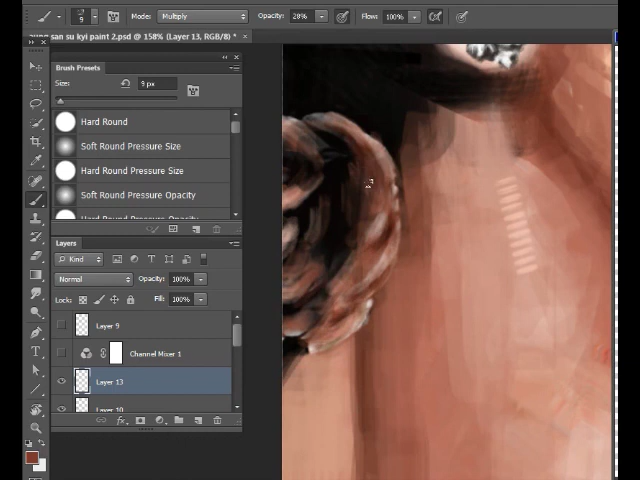 9 Mode: Multiply Opacity: 28% Flow: 100%
san su kyi paint 2.psd @ 158% (Layer 13, RGB/8) * ×
Brush Presets
Size: 9 px
Hard Round
Soft Round Pressure Size
Hard Round Pressure Size
Soft Round Pressure Opacity
Layers
Kind
Normal Opacity: 100%
Lock: Fill: 100%
Layer 9
Channel Mixer 1
Layer 13
Layer 10
fx